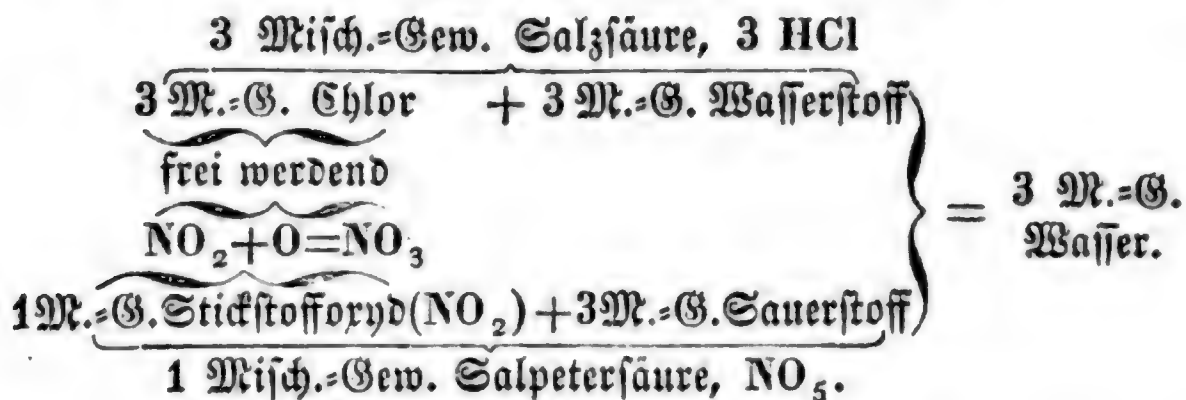 3 Misch.=Gew. Salzsäure, 3 HCl
3 M.=G. Chlor + 3 M.=G. Wasserstoff
frei werdend
= 3 M.=G.
Wasser.
NO₂+O=NO₃
1 M.=G. Stickstoffoxyd (NO₂) + 3 M.=G. Sauerstoff
1 Misch.=Gew. Salpetersäure, NO₅.